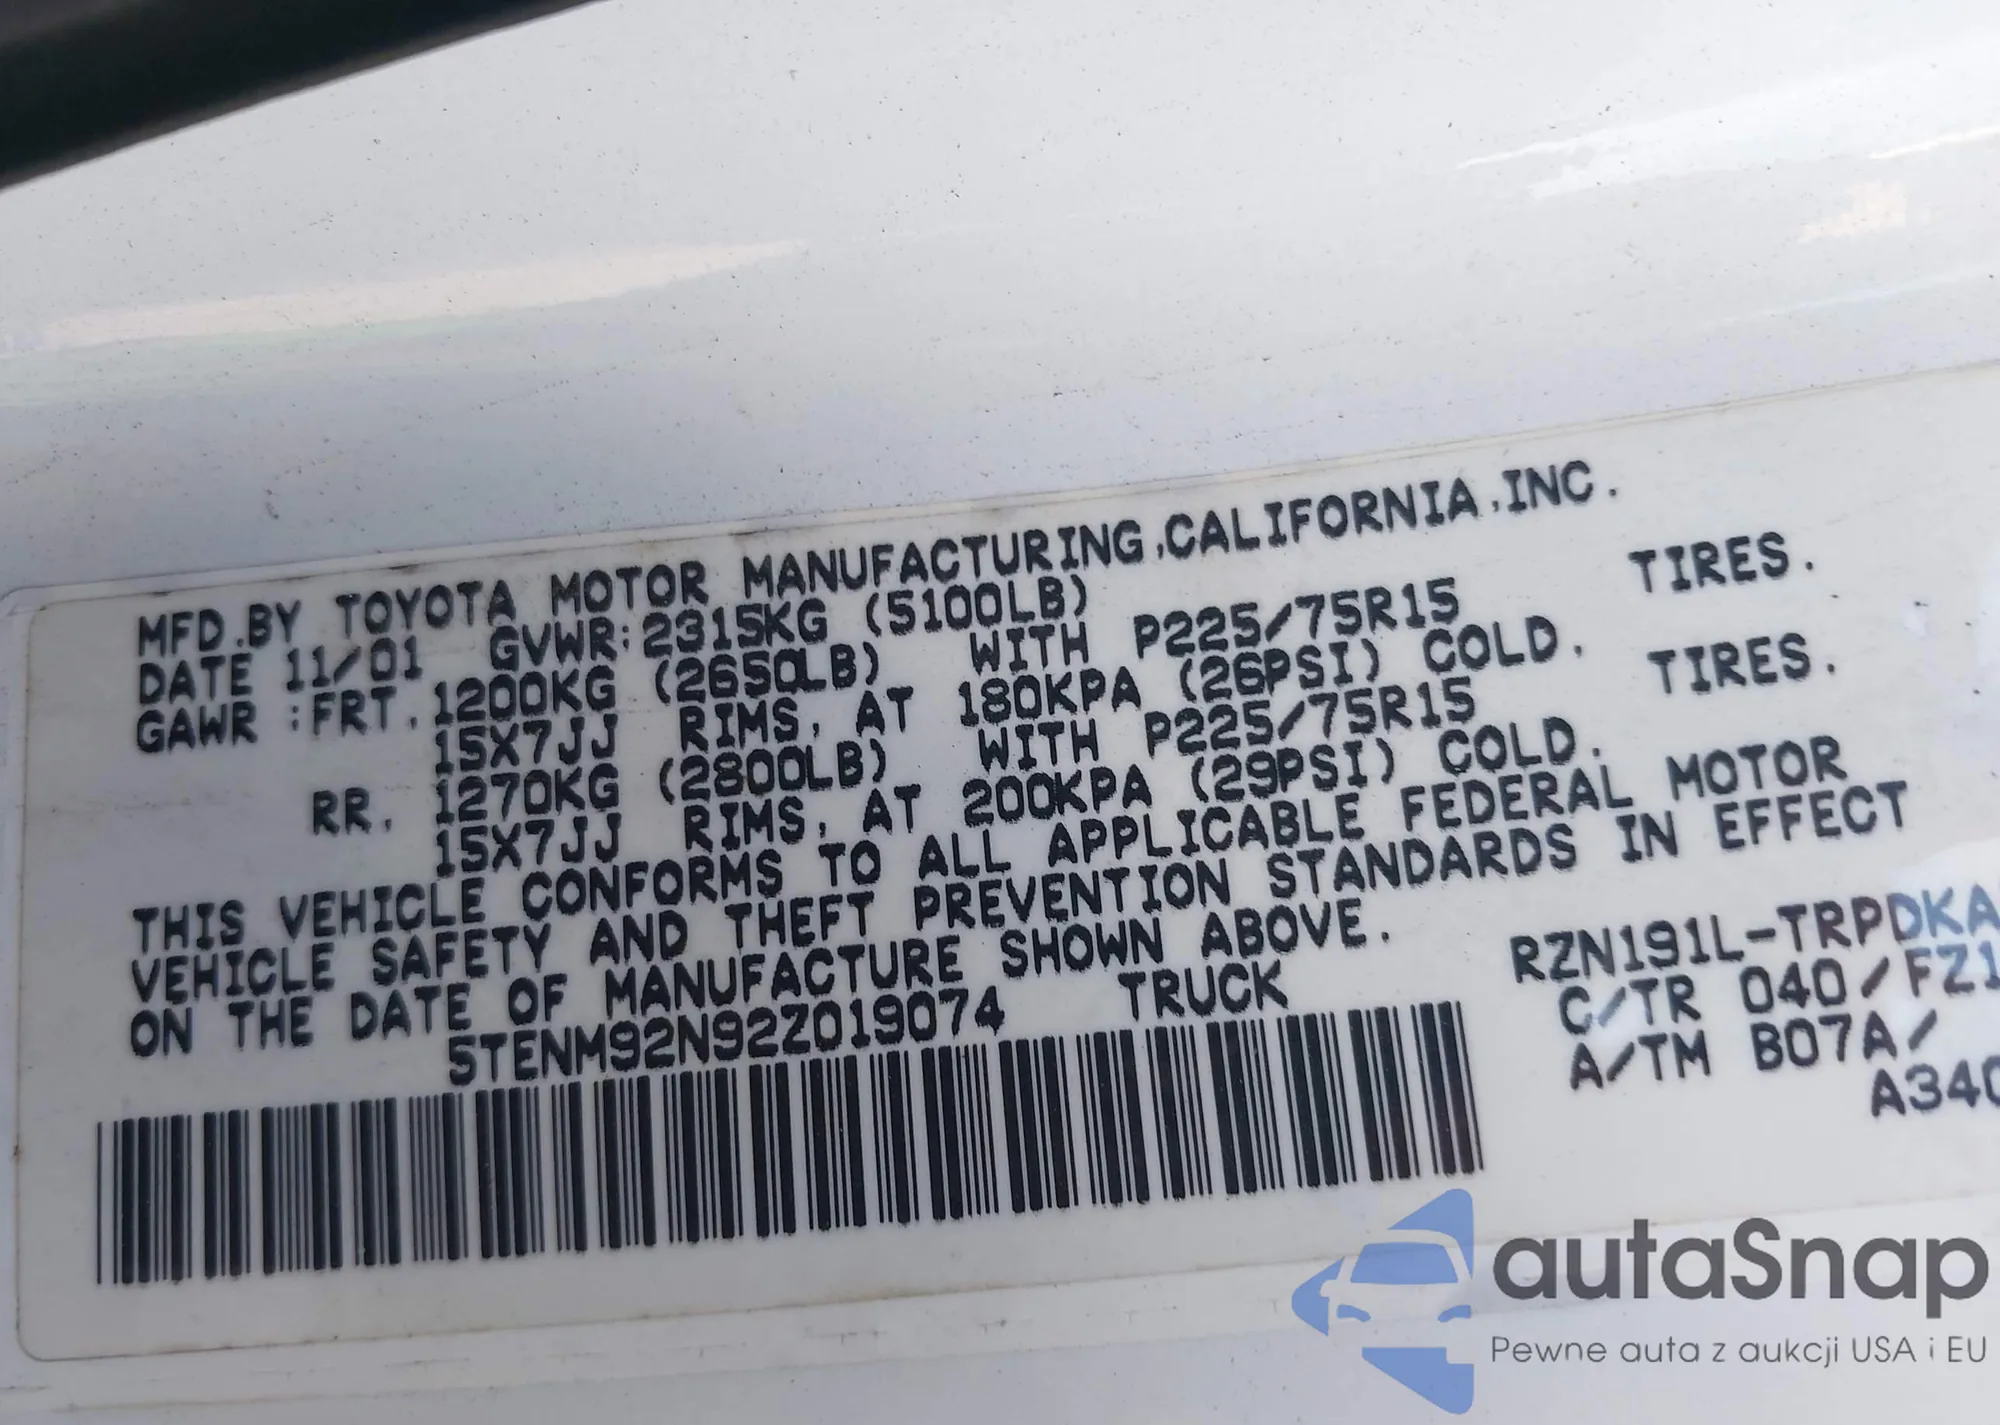 MFD.BY TOYOTA MOTOR MANUFACTURING,CALIFORNIA,INC.
DATE 11/01 GVWR:2315KG (5100LB)
GAWR :FRT. 1200KG (2650LB) WITH P225/75R15 TIRES.
15X7JJ RIMS, AT 180KPA (26PSI) COLD.
RR. 1270KG (2800LB) WITH P225/75R15 TIRES.
15X7JJ RIMS, AT 200KPA (29PSI) COLD.
THIS VEHICLE CONFORMS TO ALL APPLICABLE FEDERAL MOTOR
VEHICLE SAFETY AND THEFT PREVENTION STANDARDS IN EFFECT
ON THE DATE OF MANUFACTURE SHOWN ABOVE.
5TENM92N92Z019074 TRUCK
RZN191L-TRPDKA
C/TR 040/FZ1
A/TM B07A/
A340
autaSnap
Pewne auta z aukcji USA i EU